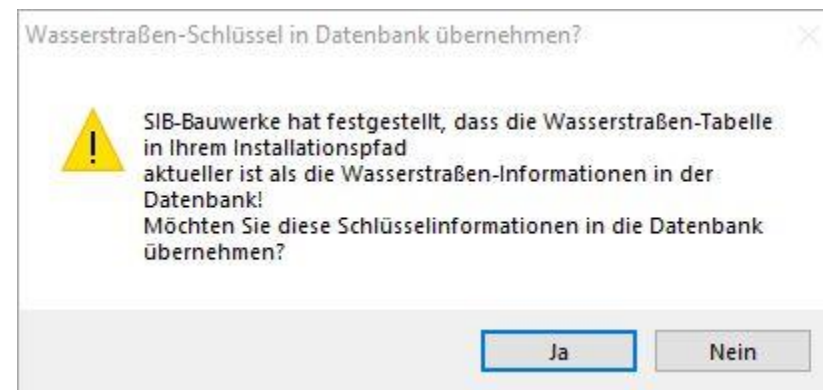 Wasserstraßen-Schlüssel in Datenbank übernehmen?
SIB-Bauwerke hat festgestellt, dass die Wasserstraßen-Tabelle
in Ihrem Installationspfad
aktueller ist als die Wasserstraßen-Informationen in der
Datenbank!
Möchten Sie diese Schlüsselinformationen in die Datenbank
übernehmen?
Ja
Nein